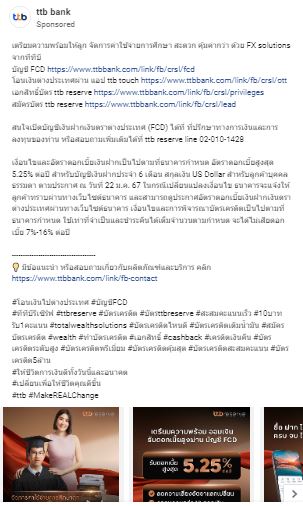 ttb bank
Sponsored
เตรียมความพร้อมให้ลูก จัดการค่าใช้จ่ายการศึกษา สะดวก คุ้มค่ากว่า ด้วย FX solutions
จากทีทีบี
บัญชี FCD https://www.ttbbank.com/link/fb/crsl/fcd
โอนเงินต่างประเทศผ่าน แอป ttb touch https://www.ttbbank.com/link/fb/crsl/ott
เอกสิทธิ์บัตร ttb reserve https://www.ttbbank.com/link/fb/crsl/privileges
สมัครบัตร ttb reserve https://www.ttbbank.com/link/fb/crsl/lead
สนใจเปิดบัญชีเงินฝากเงินตราต่างประเทศ (FCD) ได้ที่ ที่ปรึกษาทางการเงินและการ
ลงทุนของท่าน หรือสอบถามเพิ่มเติมได้ที่ ttb reserve line 02-010-1428
เงื่อนไขและอัตราดอกเบี้ยเงินฝากเป็นไปตามที่ธนาคารกำหนด อัตราดอกเบี้ยสูงสุด
5.25% ต่อปี สำหรับบัญชีเงินฝากประจำ 6 เดือน สกุลเงิน US Dollar สำหรับลูกค้าบุคคล
ธรรมดา ตามประกาศ ณ วันที่ 22 ม.ค. 67 ในกรณีเปลี่ยนแปลงเงื่อนไข ธนาคารจะแจ้งให้
ลูกค้าทราบผ่านทางเว็บไซต์ธนาคาร และสามารถดูประกาศอัตราดอกเบี้ยเงินฝากเงินตรา
ต่างประเทศผ่านทางเว็บไซต์ธนาคาร เงื่อนไขและการพิจารณาบัตรเครดิตเป็นไปตามที่
ธนาคารกำหนด ใช้เท่าที่จำเป็นและชำระคืนได้เต็มจำนวนตามกำหนด จะได้ไม่เสียดอก
เบี้ย 7%-16% ต่อปี
----------------------------------
มีข้อแนะนำ หรือสอบถามเกี่ยวกับผลิตภัณฑ์และบริการ คลิก
https://www.ttbbank.com/link/fb-contact
#โอนเงินไปต่างประเทศ #บัญชีFCD
#ทีทีบีรีเซิร์ฟ #บัตรเครดิต #บัตรttbreserve #สะสมคะแนนเร็ว #10บาท
รับ1คะแนน #totalwealthsolutions #บัตรเครดิตไหนดี #บัตรเครดิตเติมน้ำมัน #สมัคร
บัตรเครดิต #wealth #ทำบัตรเครดิต #เอกสิทธิ์ #cashback #เครดิตเงินคืน #บัตร
เครดิตระดับสูง #บัตรเครดิตพรีเมียม #บัตรเครดิตคุ้มสุด #บัตรเครดิตสะสมคะแนน #บัตร
เครดิต5ล้าน
#ให้ชีวิตการเงินดีทั้งวันนี้และอนาคต
#เปลี่ยนเพื่อให้ชีวิตคุณดีขึ้น
#ttb #MakeREALChange
ttb reserve
เตรียมความพร้อม ออมเงิน
รับดอกเบี้ยสูงผ่าน บัญชี FCD
รับดอกเบี้ย
สูงสุด 5.25% ต่อปี